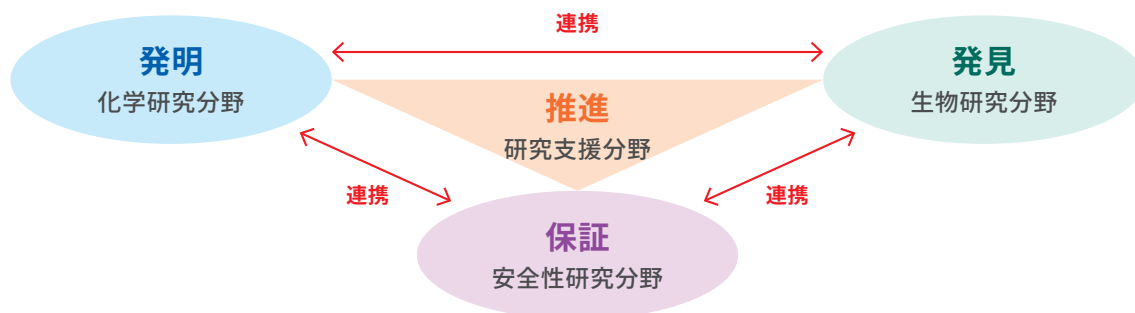 連携
発明
化学研究分野
発見
生物研究分野
推進
研究支援分野
連携
連携
保証
安全性研究分野